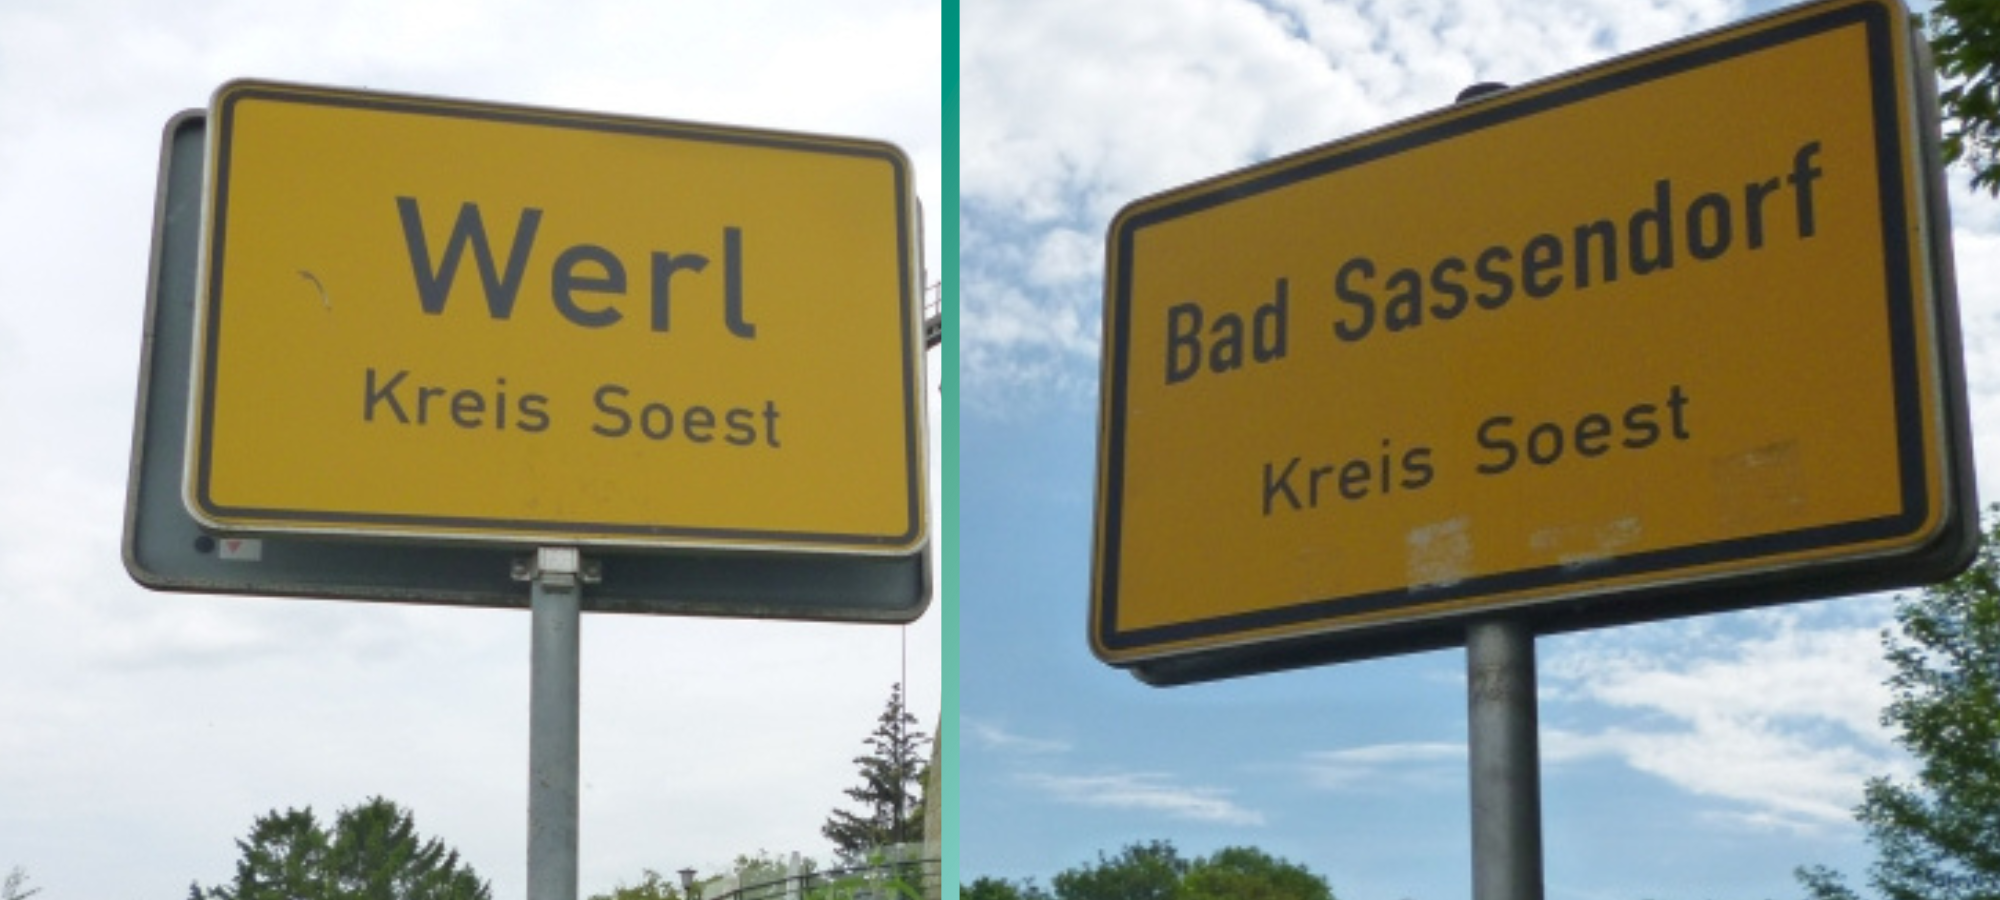 Werl
Kreis Soest
Bad Sassendorf
Kreis Soest